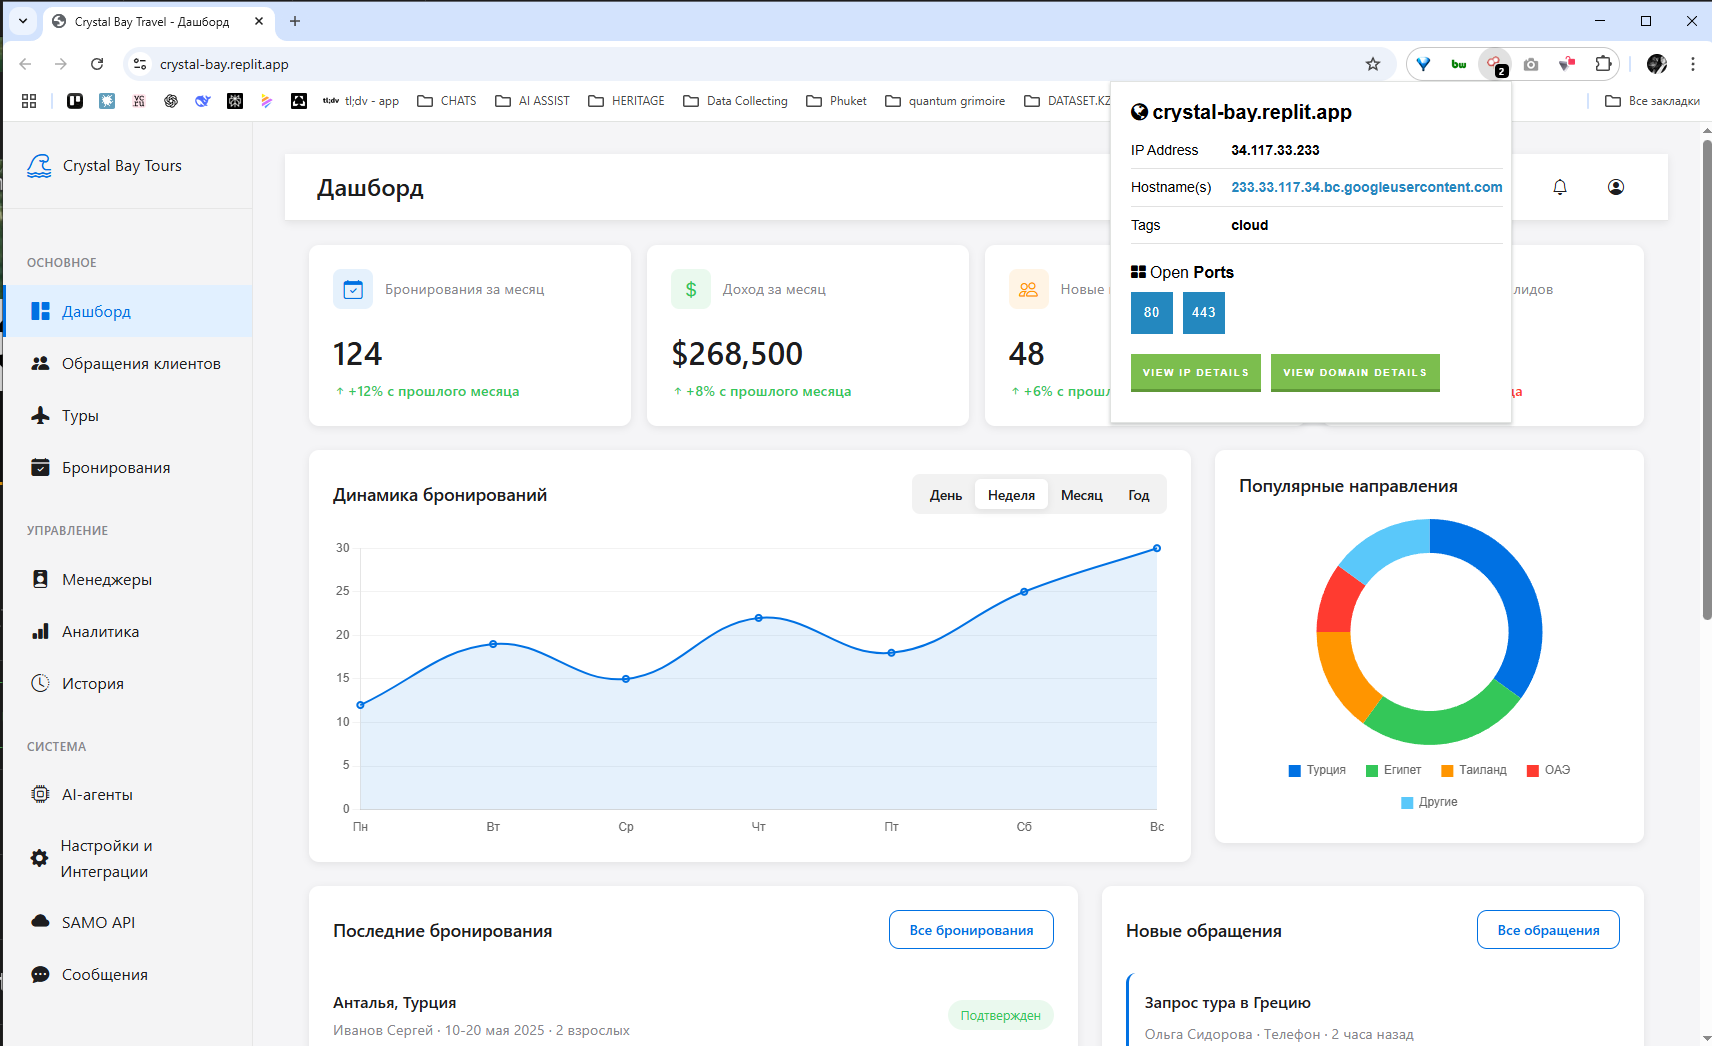 Crystal Bay Travel - Дашборд
crystal-bay.replit.app
bw
2
tl;dv tl;dv - app
CHATS
AI ASSIST
HERITAGE
Data Collecting
Phuket
quantum grimoire
DATASET.KZ
Все закладки
crystal-bay.replit.app
IP Address 34.117.33.233
Hostname(s) 233.33.117.34.bc.googleusercontent.com
Tags cloud
Open Ports
80 443
VIEW IP DETAILS VIEW DOMAIN DETAILS
Crystal Bay Tours
ОСНОВНОЕ
Дашборд
Обращения клиентов
Туры
Бронирования
УПРАВЛЕНИЕ
Менеджеры
Аналитика
История
СИСТЕМА
AI-агенты
Настройки и
Интеграции
SAMO API
Сообщения
Дашборд
Бронирования за месяц
124
+12% с прошлого месяца
$
Доход за месяц
$268,500
+8% с прошлого месяца
Новые
48
+6% с прошл
лидов
ца
Динамика бронирований
День Неделя Месяц Год
30
25
20
15
10
5
0
Пн Вт Ср Чт Пт Сб Вс
Популярные направления
Турция Египет Таиланд ОАЭ
Другие
Последние бронирования
Все бронирования
Анталья, Турция
Иванов Сергей · 10-20 мая 2025 · 2 взрослых
Подтвержден
Новые обращения
Все обращения
Запрос тура в Грецию
Ольга Сидорова · Телефон · 2 часа назад